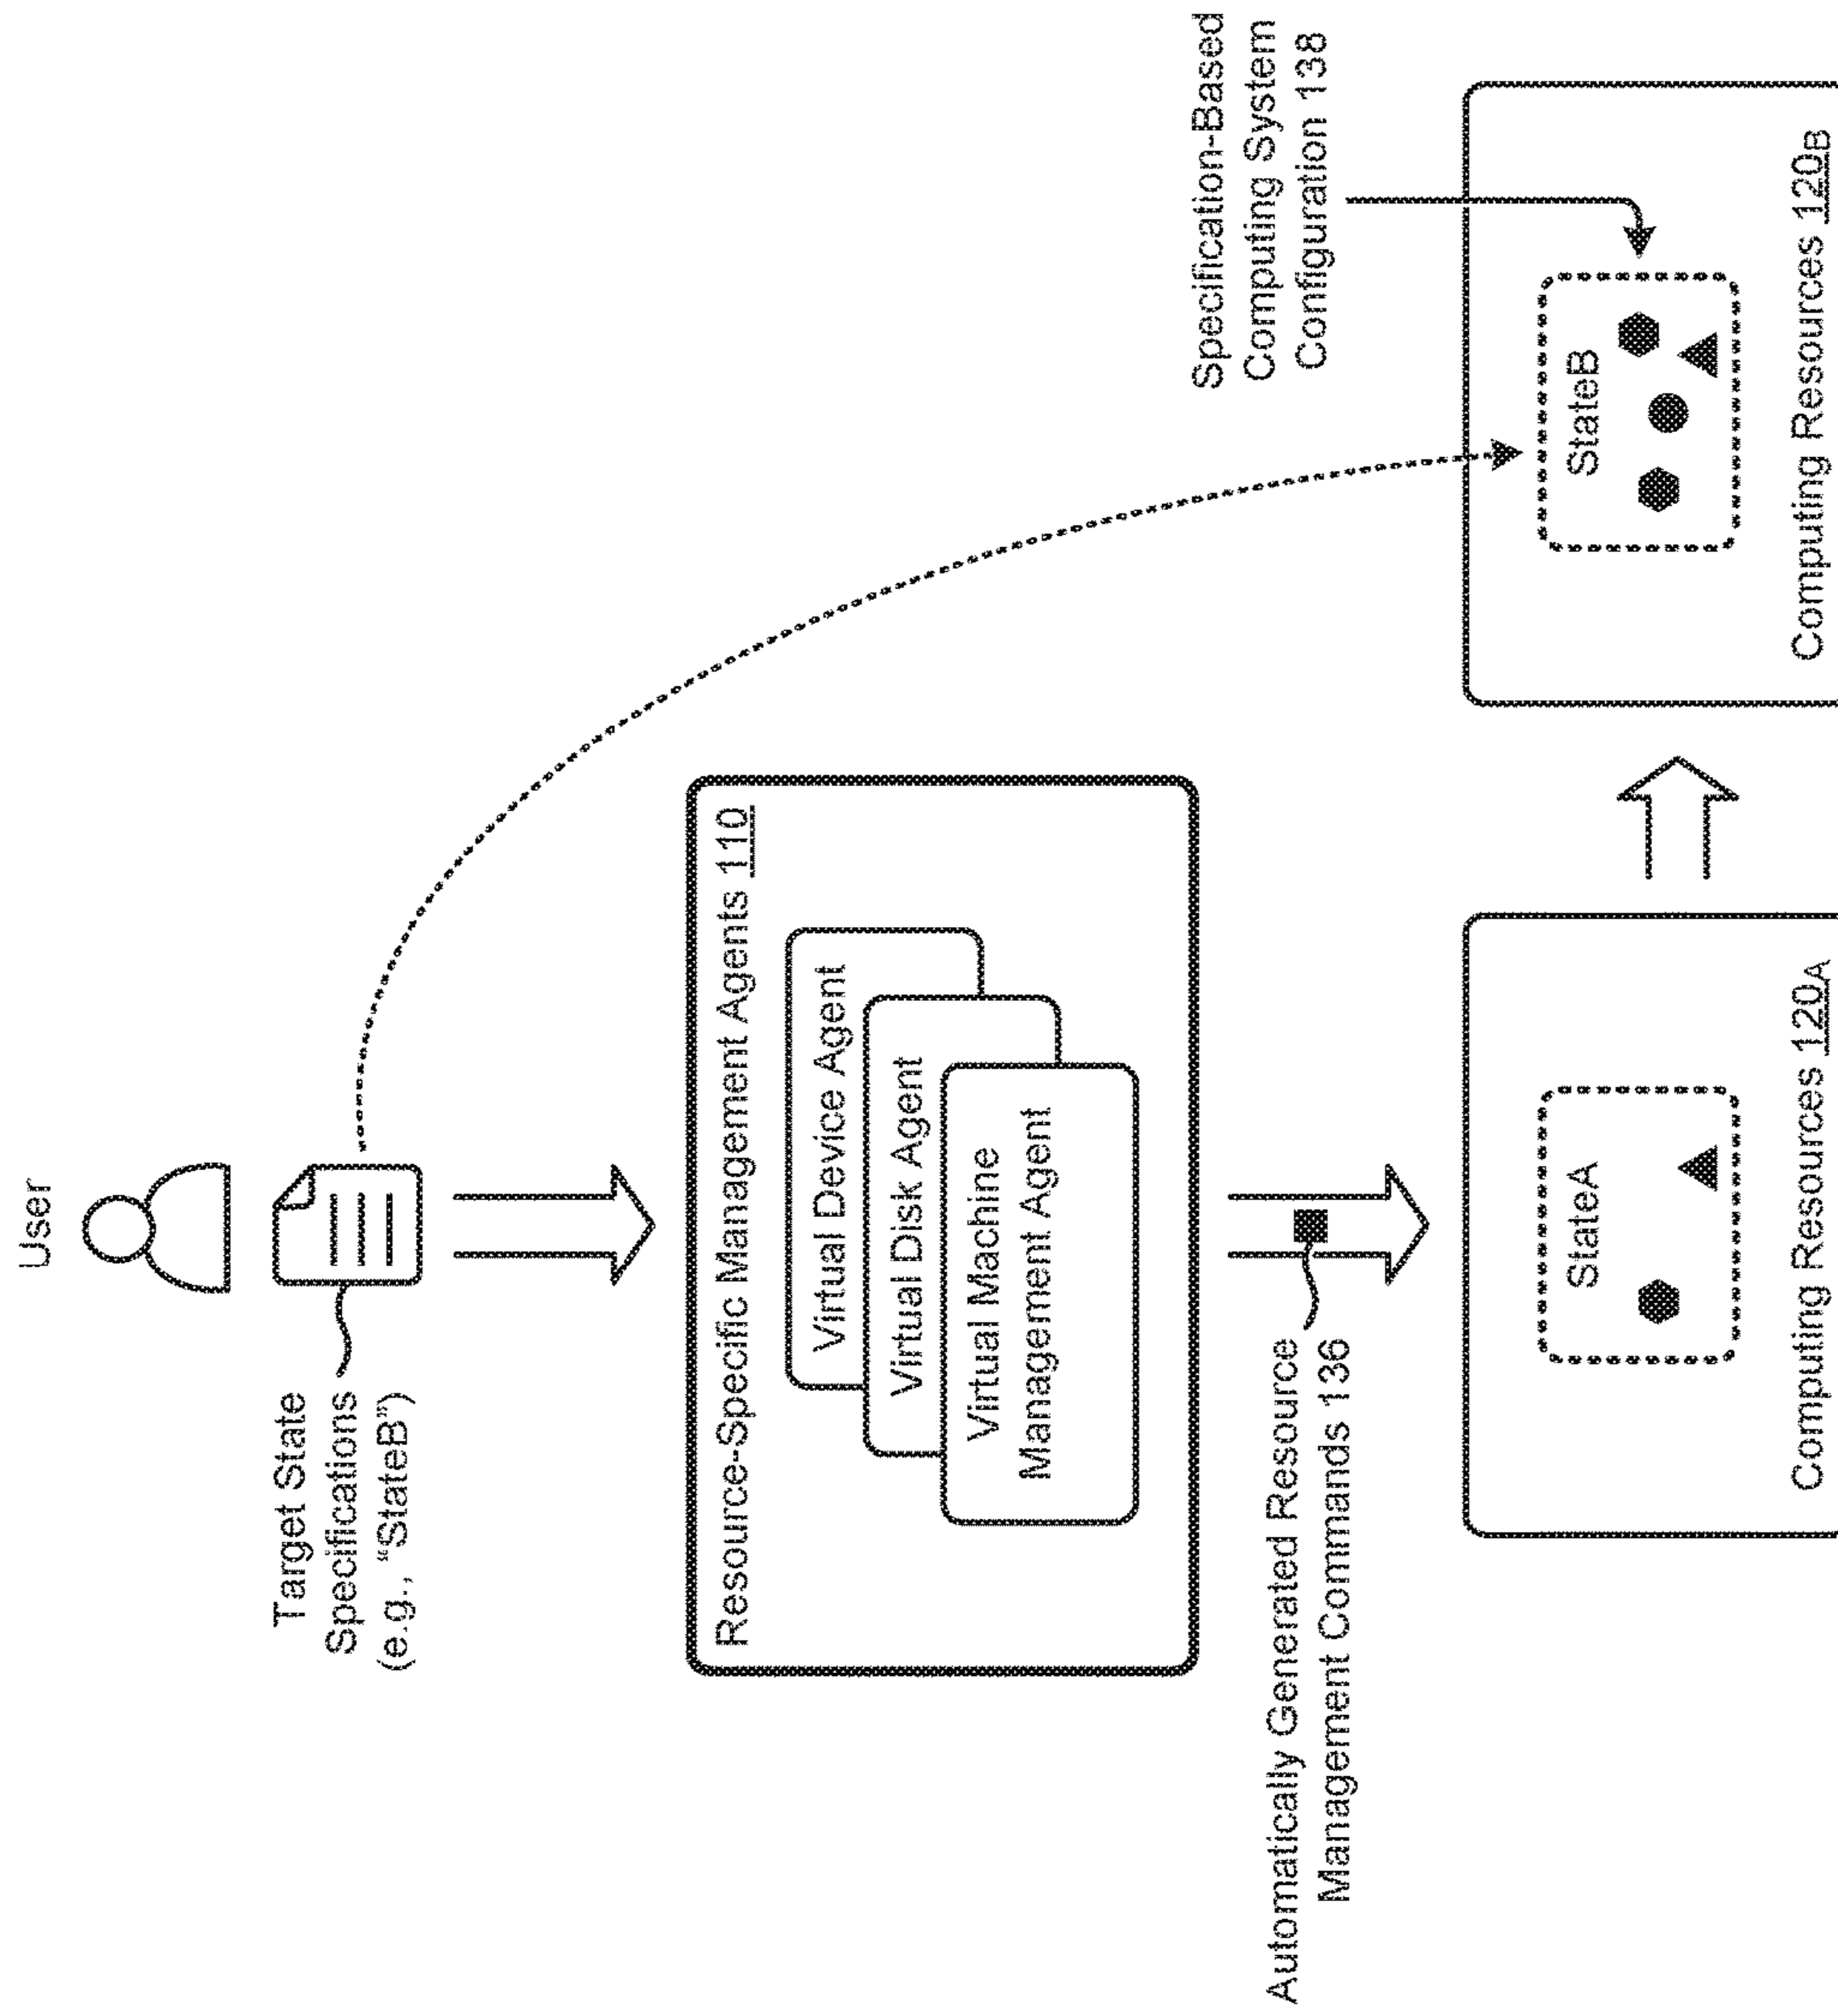 User
Target State
Specifications
(e.g., “StateB”)
Resource-Specific Management Agents 110
Virtual Device Agent
Virtual Disk Agent
Virtual Machine
Management Agent
Automatically Generated Resource
Management Commands 136
Specification-Based
Computing System
Configuration 138
StateA
Computing Resources 120A
StateB
Computing Resources 120B